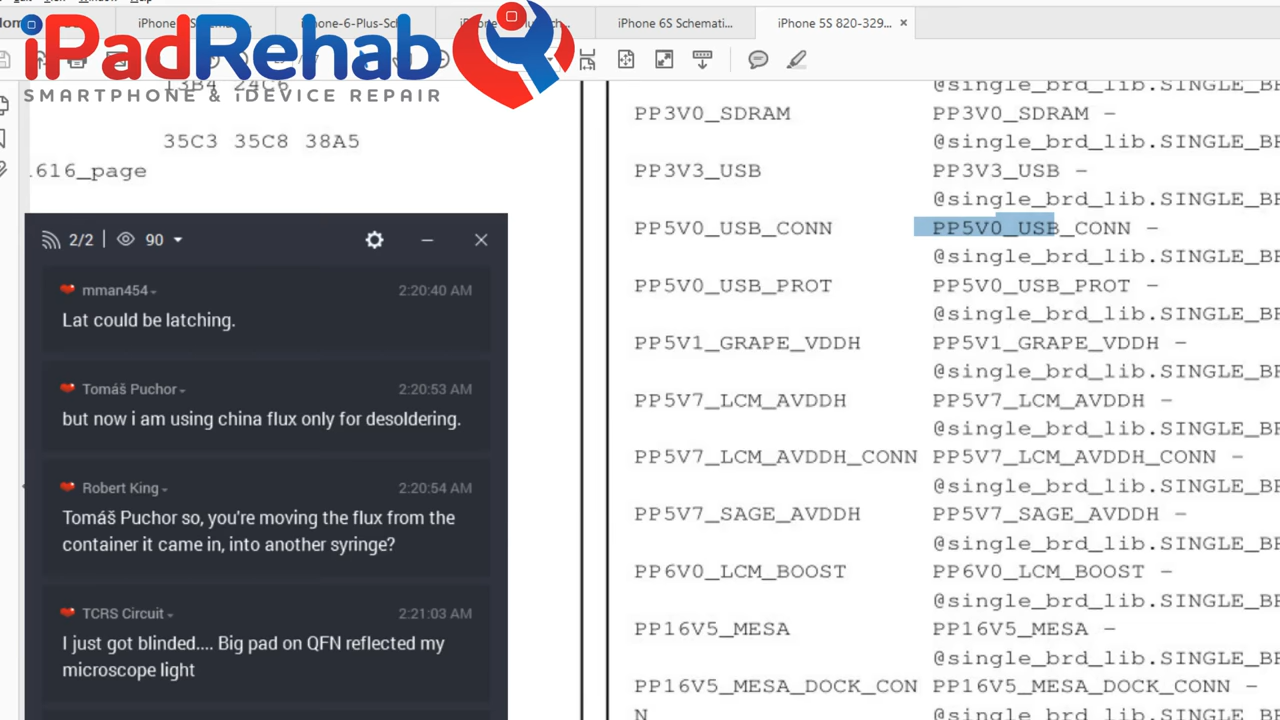 iPhone 6S Schemati...
iPhone 5S 820-329... ×
iPadRehab
SMARTPHONE & iDEVICE REPAIR
13B4 24C6
35C3 35C8 38A5
.616_page
2/2 | 90
mman454
2:20:40 AM
Lat could be latching.
Tomáš Puchor
2:20:53 AM
but now i am using china flux only for desoldering.
Robert King
2:20:54 AM
Tomáš Puchor so, you're moving the flux from the
container it came in, into another syringe?
TCRS Circuit
2:21:03 AM
I just got blinded.... Big pad on QFN reflected my
microscope light
@single_brd_lib.SINGLE_BR
PP3V0_SDRAM PP3V0_SDRAM –
@single_brd_lib.SINGLE_BR
PP3V3_USB PP3V3_USB –
@single_brd_lib.SINGLE_BR
PP5V0_USB_CONN PP5V0_USB_CONN –
@single_brd_lib.SINGLE_BR
PP5V0_USB_PROT PP5V0_USB_PROT –
@single_brd_lib.SINGLE_BR
PP5V1_GRAPE_VDDH PP5V1_GRAPE_VDDH –
@single_brd_lib.SINGLE_BR
PP5V7_LCM_AVDDH PP5V7_LCM_AVDDH –
@single_brd_lib.SINGLE_BR
PP5V7_LCM_AVDDH_CONN PP5V7_LCM_AVDDH_CONN –
@single_brd_lib.SINGLE_BR
PP5V7_SAGE_AVDDH PP5V7_SAGE_AVDDH –
@single_brd_lib.SINGLE_BR
PP6V0_LCM_BOOST PP6V0_LCM_BOOST –
@single_brd_lib.SINGLE_BR
PP16V5_MESA PP16V5_MESA –
@single_brd_lib.SINGLE_BR
PP16V5_MESA_DOCK_CON PP16V5_MESA_DOCK_CONN –
N @single_brd_lib.SINGLE_BR